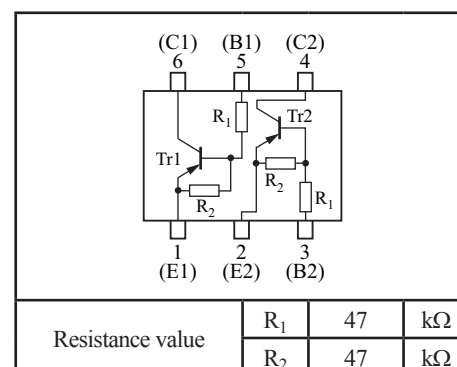 (C1) (B1) (C2)
6 5 4
R1 Tr2
Tr1
R2 R2 R1
1 2 3
(E1) (E2) (B2)
Resistance value R1 47 kΩ
R2 47 kΩ